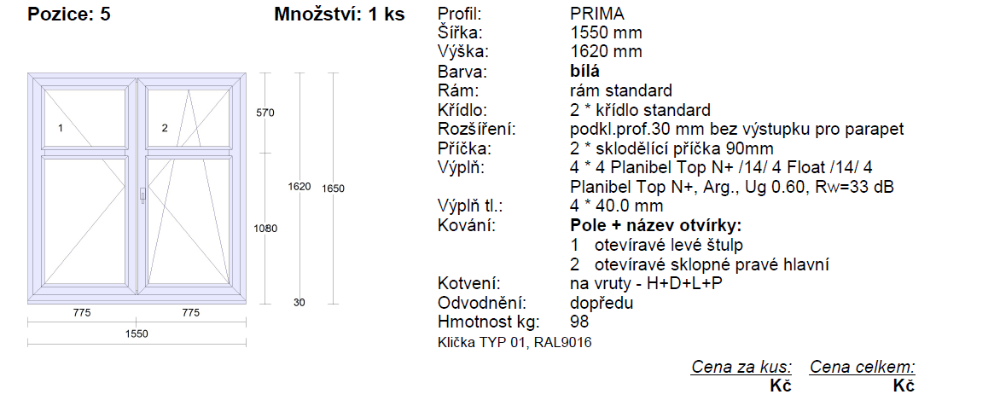 Pozice: 5
Množství: 1 ks
Profil: PRIMA
Šířka: 1550 mm
Výška: 1620 mm
Barva: bílá
Rám: rám standard
Křídlo: 2 * křídlo standard
Rozšíření: podkl.prof.30 mm bez výstupku pro parapet
Příčka: 2 * sklodělící příčka 90mm
Výplň: 4 * 4 Planibel Top N+ /14/ 4 Float /14/ 4
Planibel Top N+, Arg., Ug 0.60, Rw=33 dB
Výplň tl.: 4 * 40.0 mm
Kování: Pole + název otvírky:
1 otevíravé levé štulp
2 otevíravé sklopné pravé hlavní
Kotvení: na vruty - H+D+L+P
Odvodnění: dopředu
Hmotnost kg: 98
Klička TYP 01, RAL9016
Cena za kus: Cena celkem:
Kč Kč
1
2
570
1620
1650
1080
30
775
775
1550